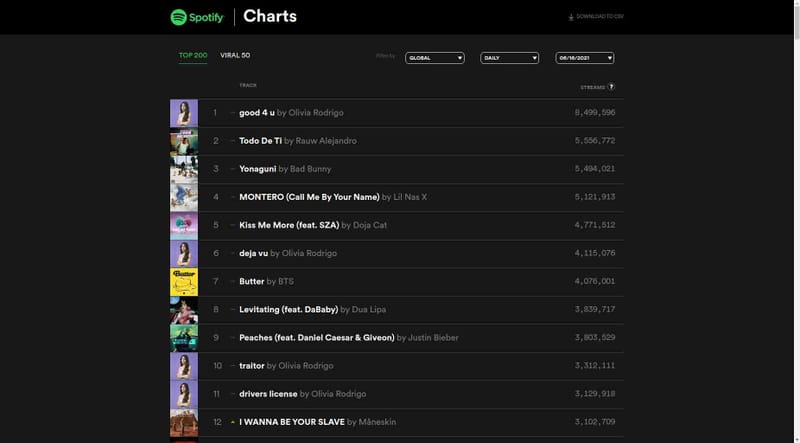 Spotify® Charts
DOWNLOAD TO CSV
TOP 200 VIRAL 50 Filter by GLOBAL DAILY 06/16/2021
TRACK STREAMS ?
1 good 4 u by Olivia Rodrigo 8,499,596
2 Todo De Ti by Rauw Alejandro 5,556,772
3 Yonaguni by Bad Bunny 5,494,021
4 MONTERO (Call Me By Your Name) by Lil Nas X 5,121,913
5 Kiss Me More (feat. SZA) by Doja Cat 4,771,512
6 deja vu by Olivia Rodrigo 4,115,076
7 Butter by BTS 4,076,001
Butter
8 Levitating (feat. DaBaby) by Dua Lipa 3,839,717
9 Peaches (feat. Daniel Caesar & Giveon) by Justin Bieber 3,803,529
10 traitor by Olivia Rodrigo 3,312,111
11 drivers license by Olivia Rodrigo 3,129,918
12 I WANNA BE YOUR SLAVE by Måneskin 3,102,709